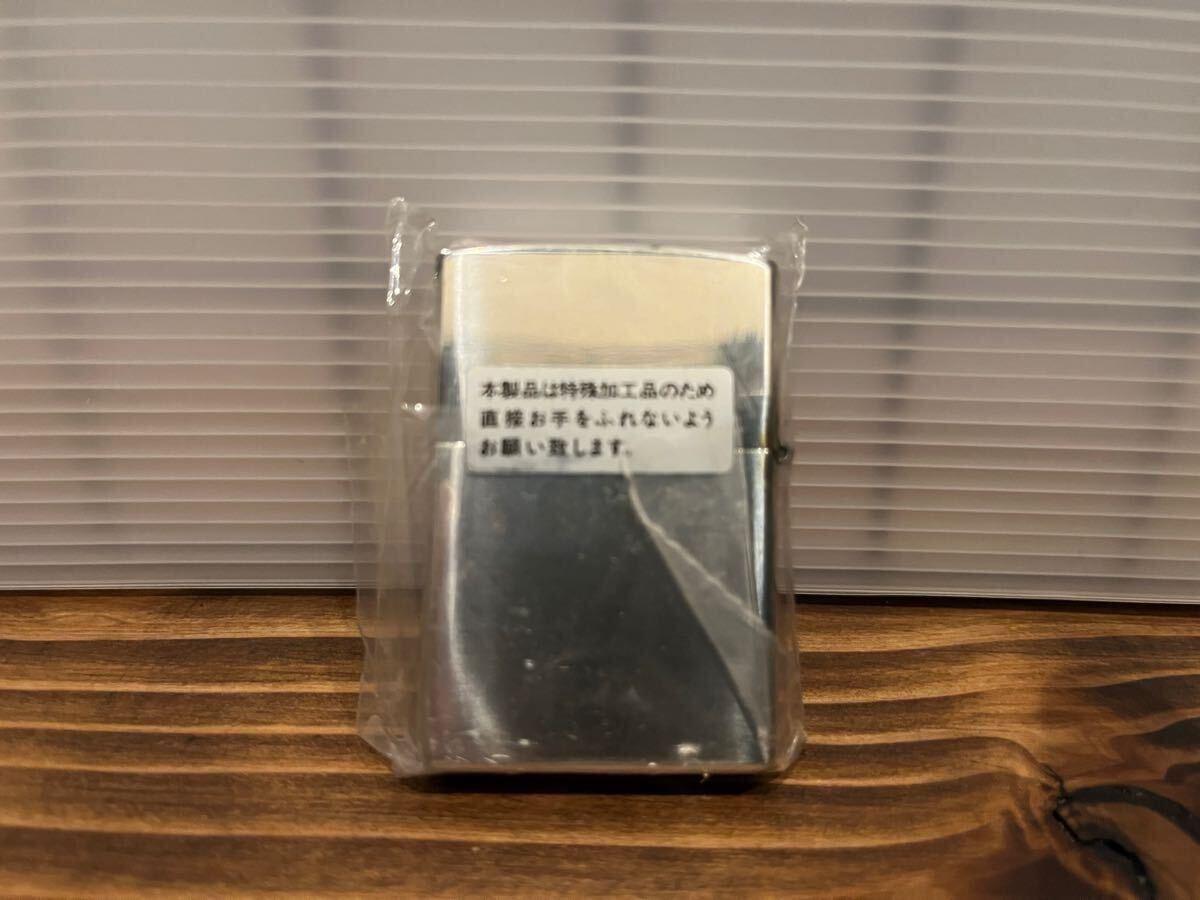 本製品は特殊加工品のため
直接お手をふれないよう
お願い致します。